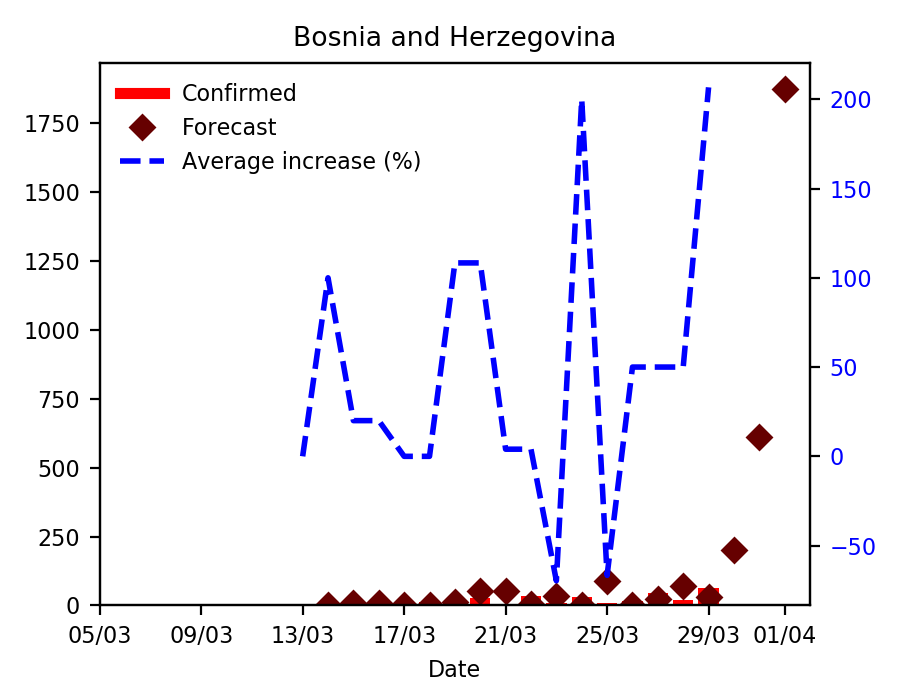 Bosnia and Herzegovina
Confirmed
Forecast
Average increase (%)
1750
1500
1250
1000
750
500
250
0
200
150
100
50
0
−50
05/03 09/03 13/03 17/03 21/03 25/03 29/03 01/04
Date